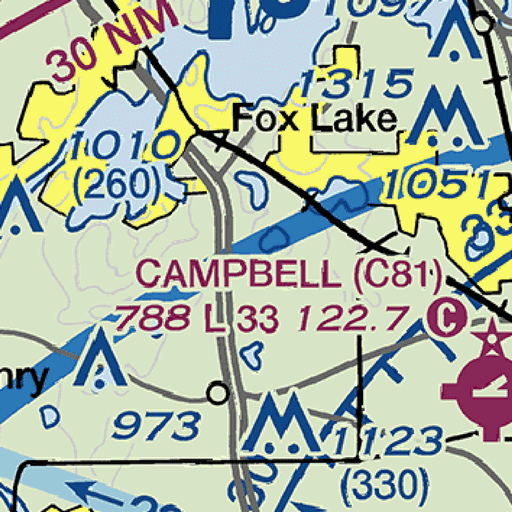 30 NM
1315
Fox Lake
1010
(260)
1051
CAMPBELL (C81)
788 L 33 122.7 C
nry
973
1123
(330)